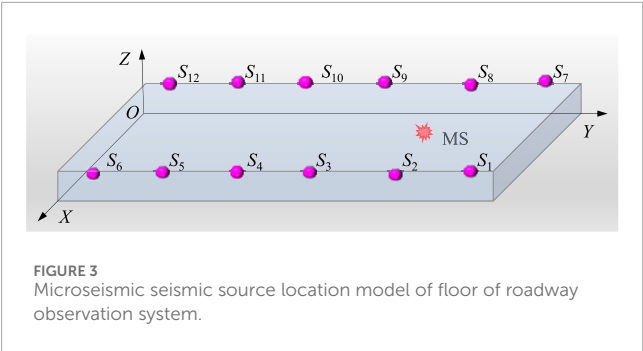 Z
S12 S11 S10 S9 S8 S7
O
MS
Y
S6 S5 S4 S3 S2 S1
X
FIGURE 3
Microseismic seismic source location model of floor of roadway
observation system.